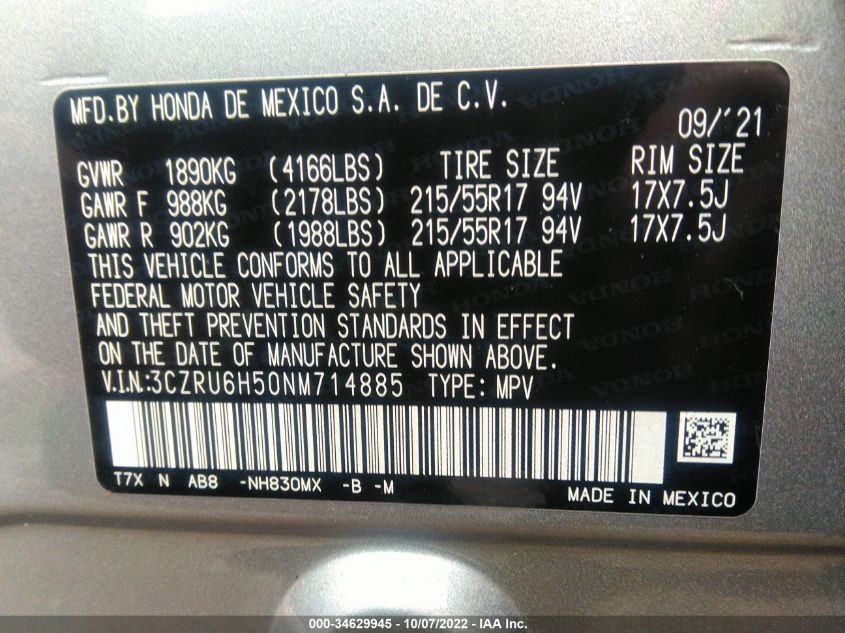 MFD.BY HONDA DE MEXICO S.A. DE C.V.
09/'21
GVWR 1890KG (4166LBS) TIRE SIZE RIM SIZE
GAWR F 988KG (2178LBS) 215/55R17 94V 17X7.5J
GAWR R 902KG (1988LBS) 215/55R17 94V 17X7.5J
THIS VEHICLE CONFORMS TO ALL APPLICABLE
FEDERAL MOTOR VEHICLE SAFETY
AND THEFT PREVENTION STANDARDS IN EFFECT
ON THE DATE OF MANUFACTURE SHOWN ABOVE.
V.I.N.:3CZRU6H50NM714885 TYPE: MPV
T7X N AB8 -NH830MX -B -M
MADE IN MEXICO
000-34629945 - 10/07/2022 - IAA Inc.